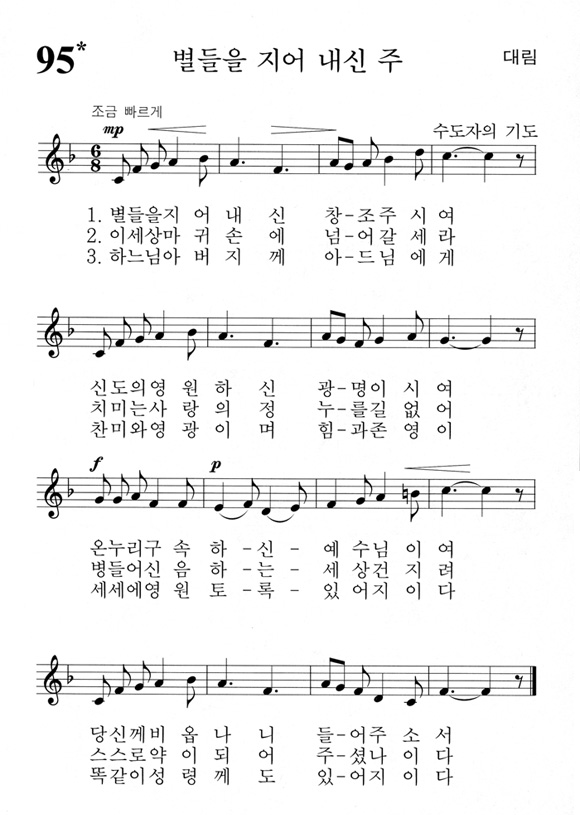 95* 별들을 지어 내신 주 대림
조금 빠르게
mp
수도자의 기도
1. 별들을지 어 내 신 창-조주 시 여
2. 이세상마 귀 손 에 넘-어갈 세 라
3. 하느님아 버 지 께 아-드님 에 게
신도의영 원 하 신 광-명이 시 여
치미는사 랑 의 정 누-를길 없 어
찬미와영 광 이 며 힘-과존 영 이
f p
온누리구 속 하-신- 예 수님 이 여
병들어신 음 하-는- 세 상건 지 려
세세에영 원 토-록- 있 어지 이 다
당신께비 옵 나 니 들-어주 소 서
스스로약 이 되 어 주-셨나 이 다
똑같이성 령 께 도 있-어지 이 다